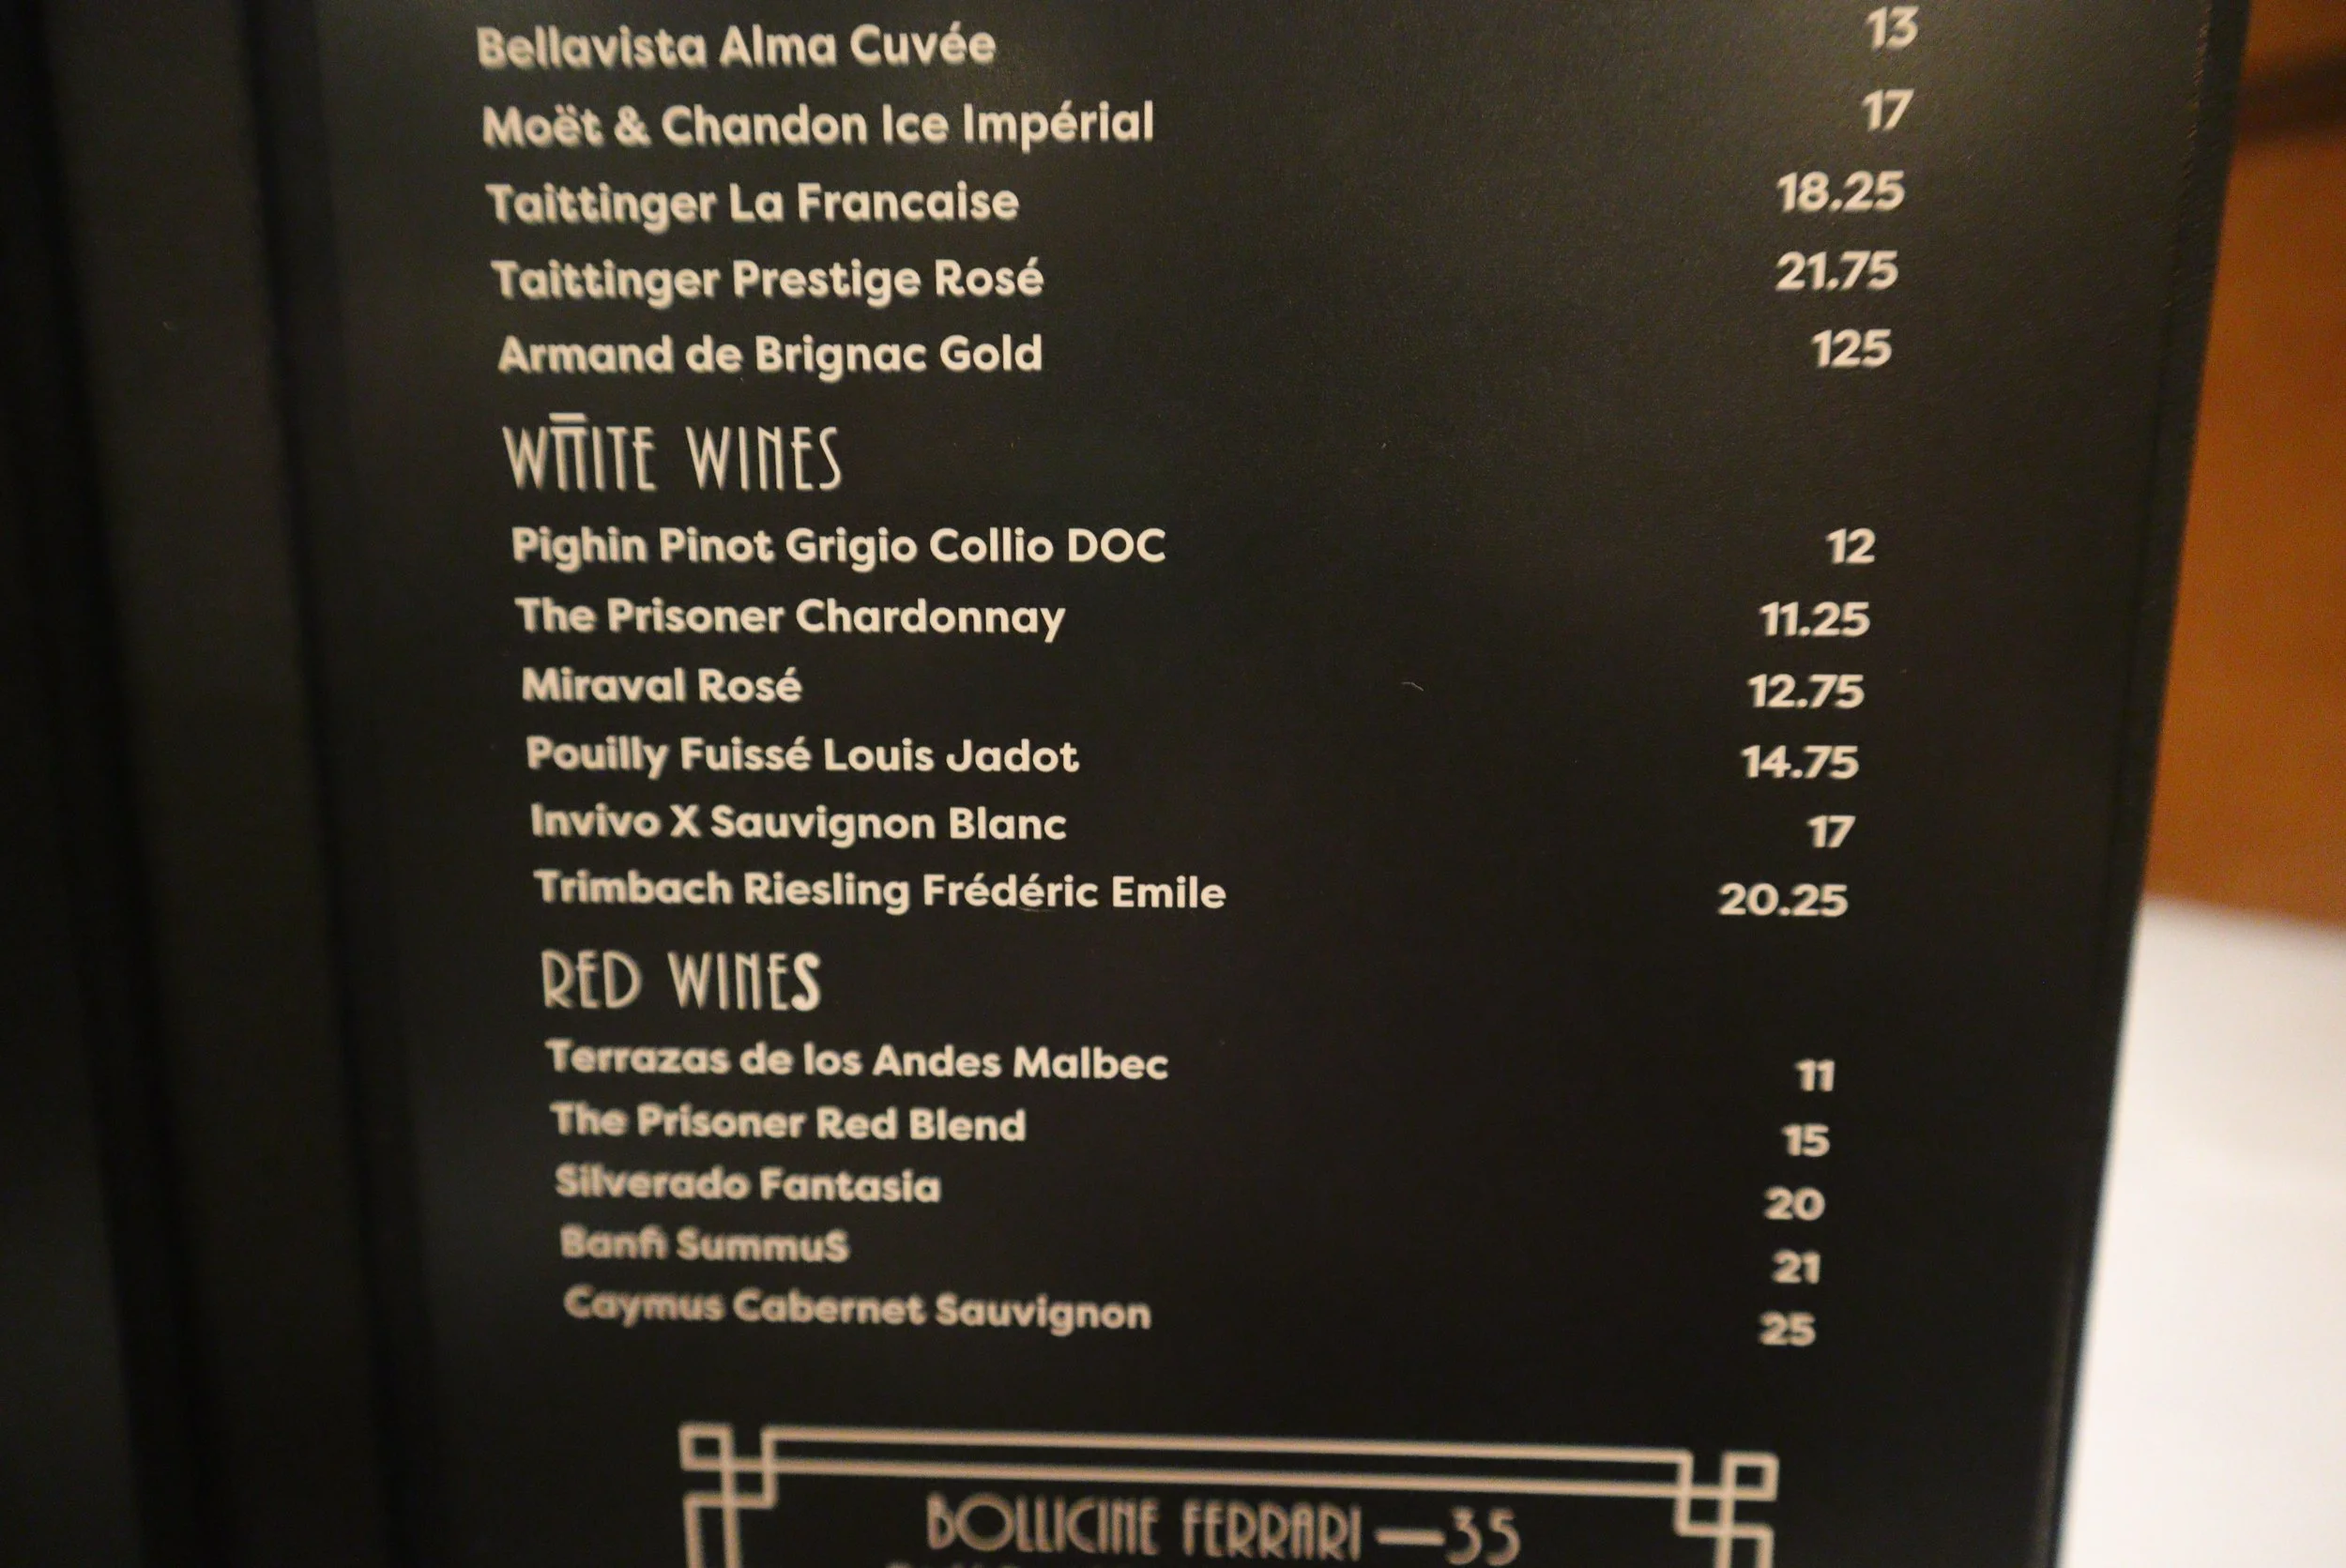 Bellavista Alma Cuvée 13
Moët & Chandon Ice Impérial 17
Taittinger La Francaise 18.25
Taittinger Prestige Rosé 21.75
Armand de Brignac Gold 125
WHITE WINES
Pighin Pinot Grigio Collio DOC 12
The Prisoner Chardonnay 11.25
Miraval Rosé 12.75
Pouilly Fuissé Louis Jadot 14.75
Invivo X Sauvignon Blanc 17
Trimbach Riesling Frédéric Emile 20.25
RED WINES
Terrazas de los Andes Malbec 11
The Prisoner Red Blend 15
Silverado Fantasia 20
Banfi SummuS 21
Caymus Cabernet Sauvignon 25
BOLLICINE FERRARI — 35